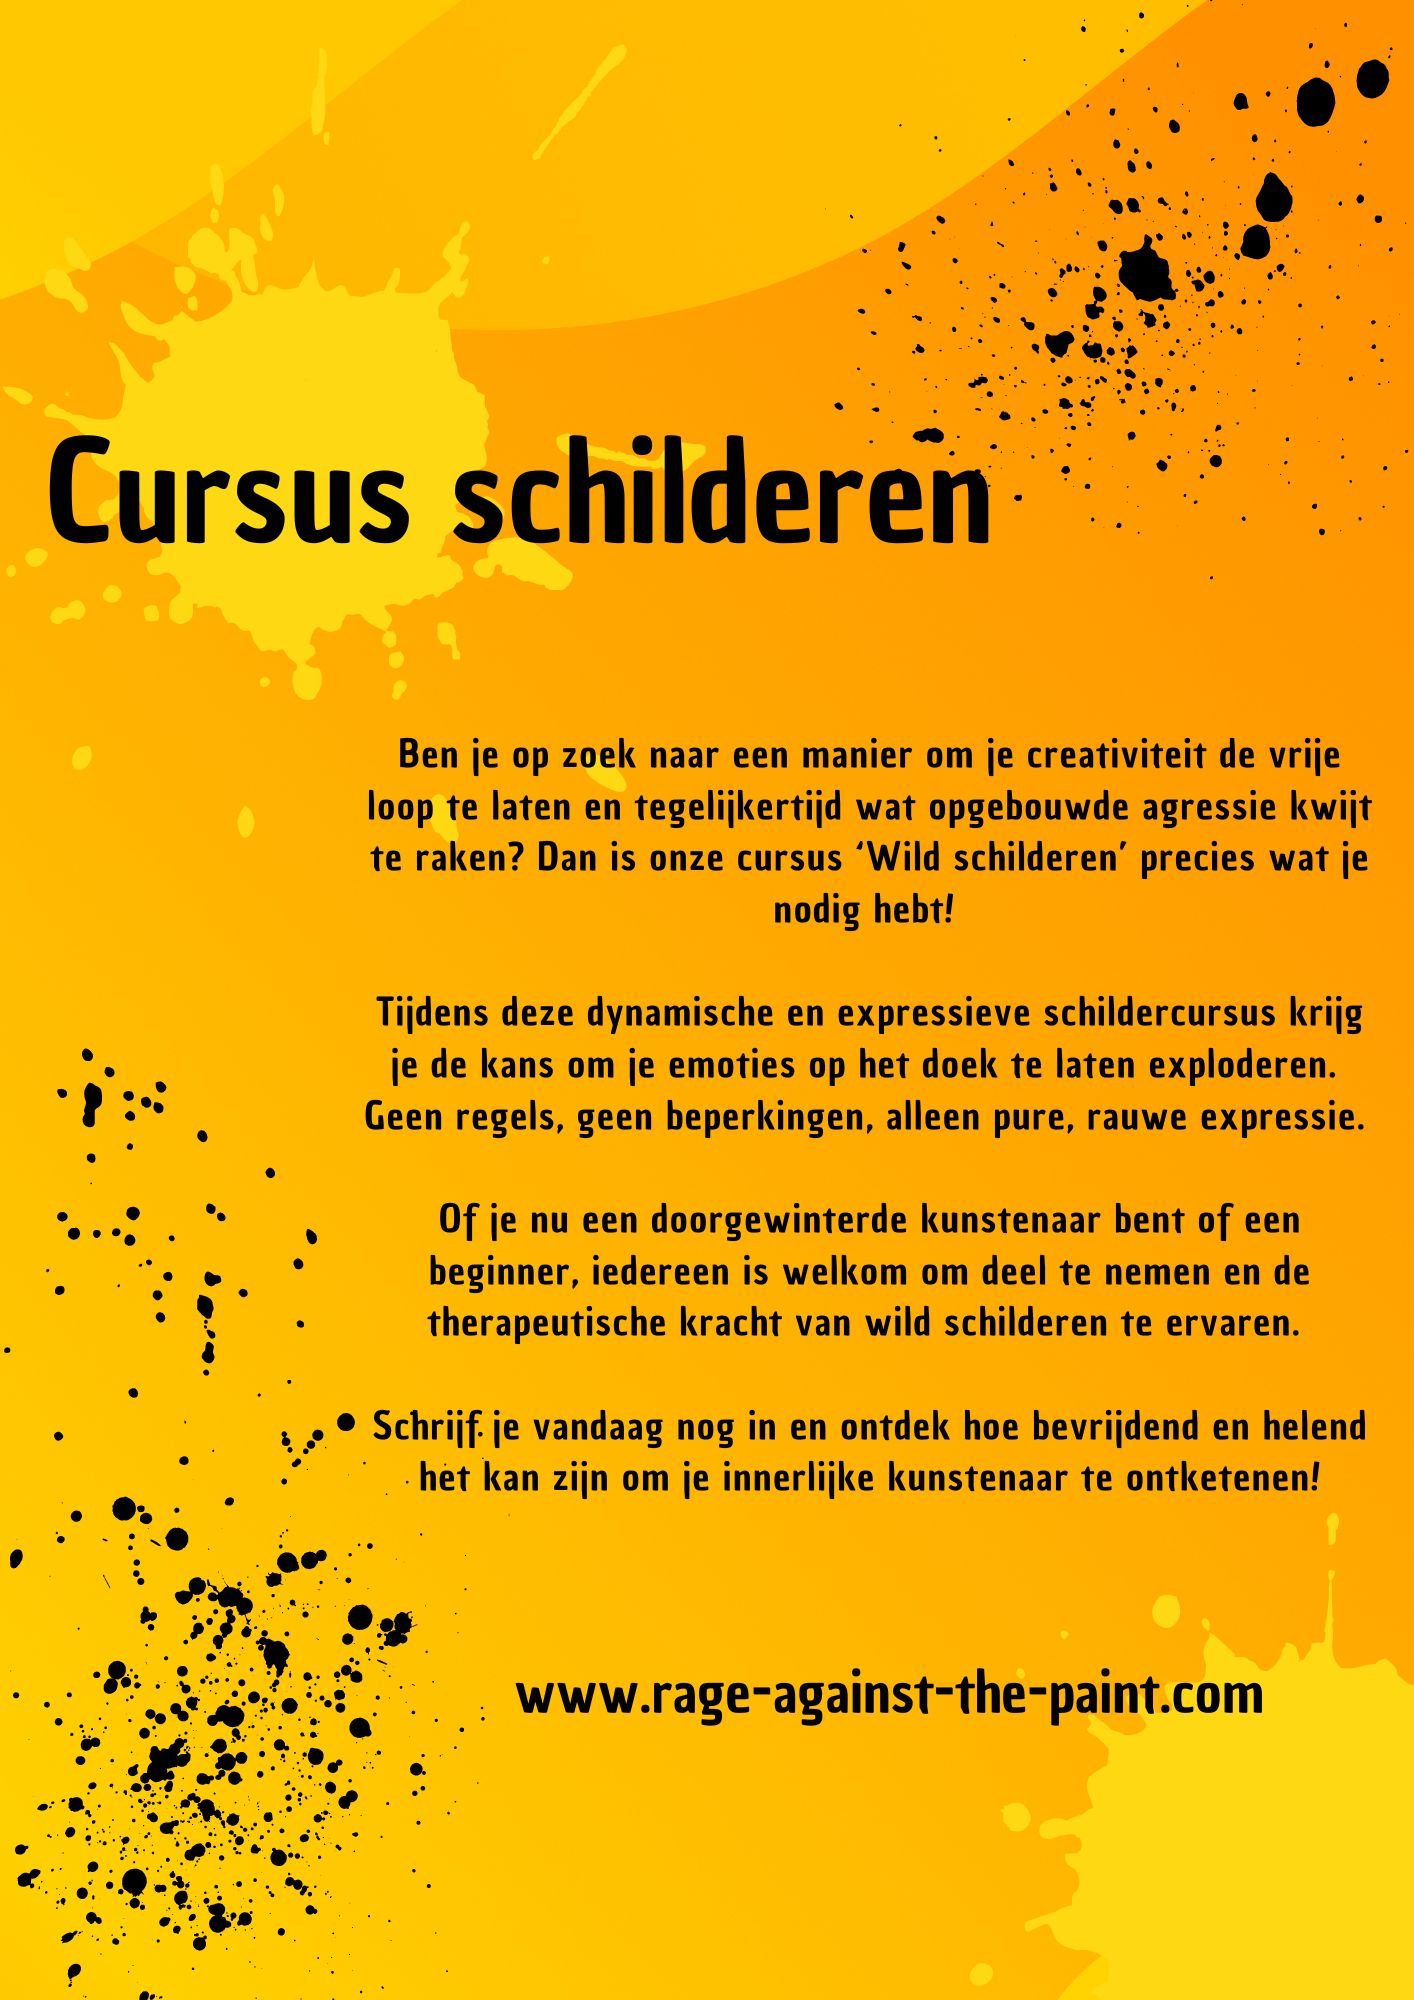 Cursus schilderen
Ben je op zoek naar een manier om je creativiteit de vrije
loop te laten en tegelijkertijd wat opgebouwde agressie kwijt
te raken? Dan is onze cursus ‘Wild schilderen’ precies wat je
nodig hebt!
Tijdens deze dynamische en expressieve schildercursus krijg
je de kans om je emoties op het doek te laten exploderen.
Geen regels, geen beperkingen, alleen pure, rauwe expressie.
Of je nu een doorgewinterde kunstenaar bent of een
beginner, iedereen is welkom om deel te nemen en de
therapeutische kracht van wild schilderen te ervaren.
Schrijf je vandaag nog in en ontdek hoe bevrijdend en helend
het kan zijn om je innerlijke kunstenaar te ontketenen!
www.rage-against-the-paint.com